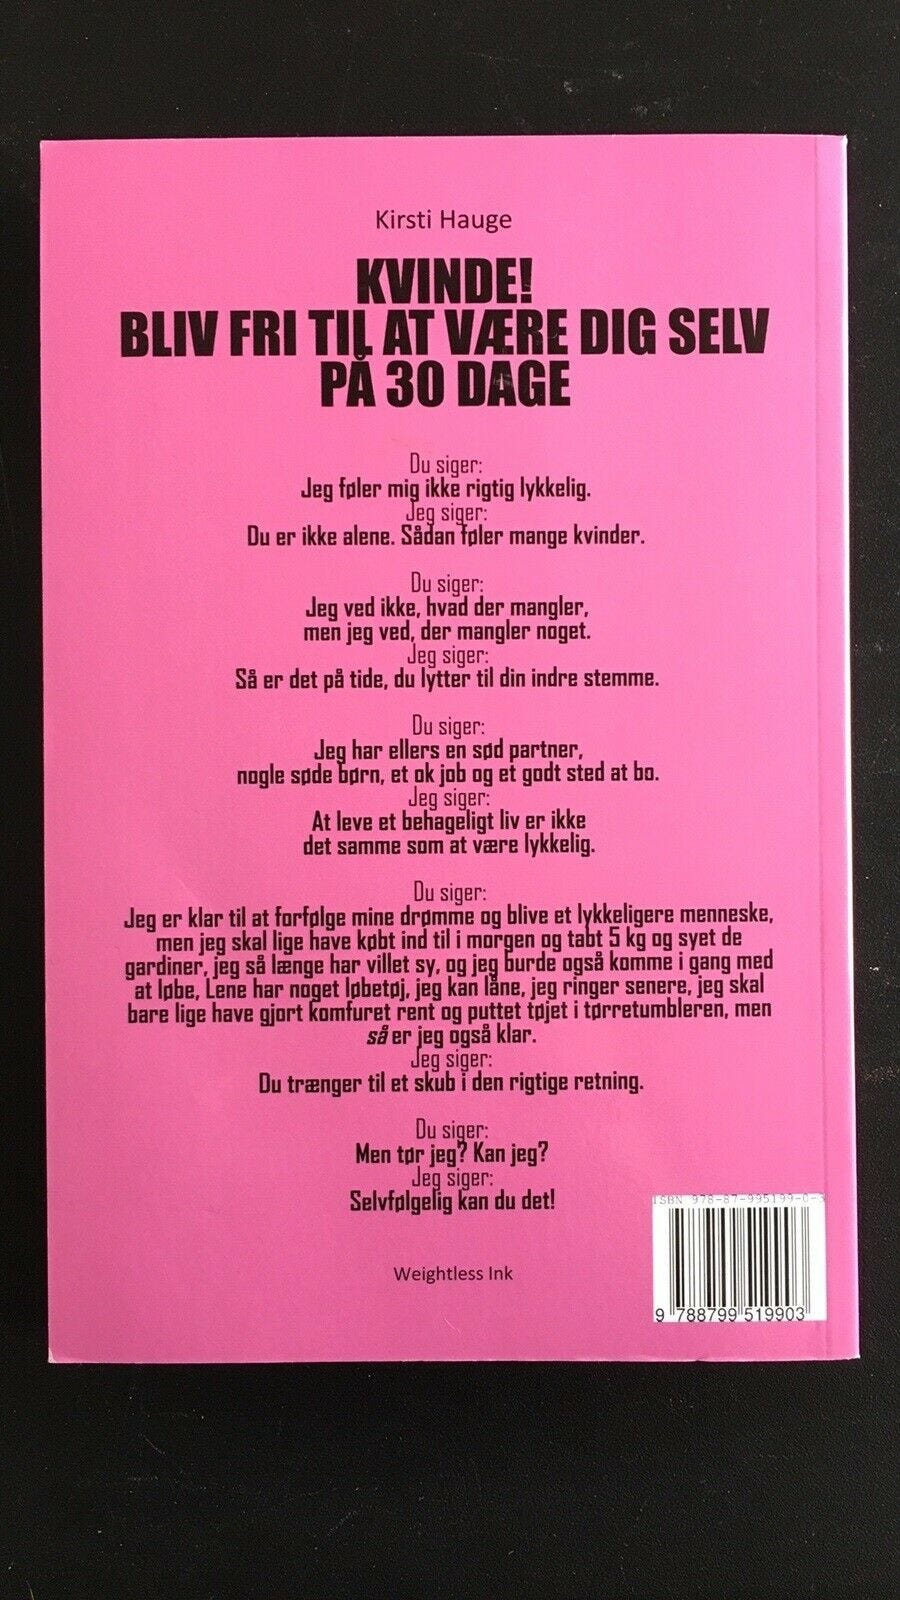 Kirsti Hauge
KVINDE!
BLIV FRI TIL AT VÆRE DIG SELV
PÅ 30 DAGE
Du siger:
Jeg føler mig ikke rigtig lykkelig.
Jeg siger:
Du er ikke alene. Sådan føler mange kvinder.
Du siger:
Jeg ved ikke, hvad der mangler,
men jeg ved, der mangler noget.
Jeg siger:
Så er det på tide, du lytter til din indre stemme.
Du siger:
Jeg har ellers en sød partner,
nogle søde børn, et ok job og et godt sted at bo.
Jeg siger:
At leve et behageligt liv er ikke
det samme som at være lykkelig.
Du siger:
Jeg er klar til at forfølge mine drømme og blive et lykkeligere menneske,
men jeg skal lige have købt ind til i morgen og tabt 5 kg og syet de
gardiner, jeg så længe har villet sy, og jeg burde også komme i gang med
at løbe, Lene har noget løbetøj, jeg kan låne, jeg ringer senere, jeg skal
bare lige have gjort komfuret rent og puttet tøjet i tørretumbleren, men
så er jeg også klar.
Jeg siger:
Du trænger til et skub i den rigtige retning.
Du siger:
Men tør jeg? Kan jeg?
Jeg siger:
Selvfølgelig kan du det!
ISBN 978-87-995199-0-3
Weightless Ink
9 788799 519903